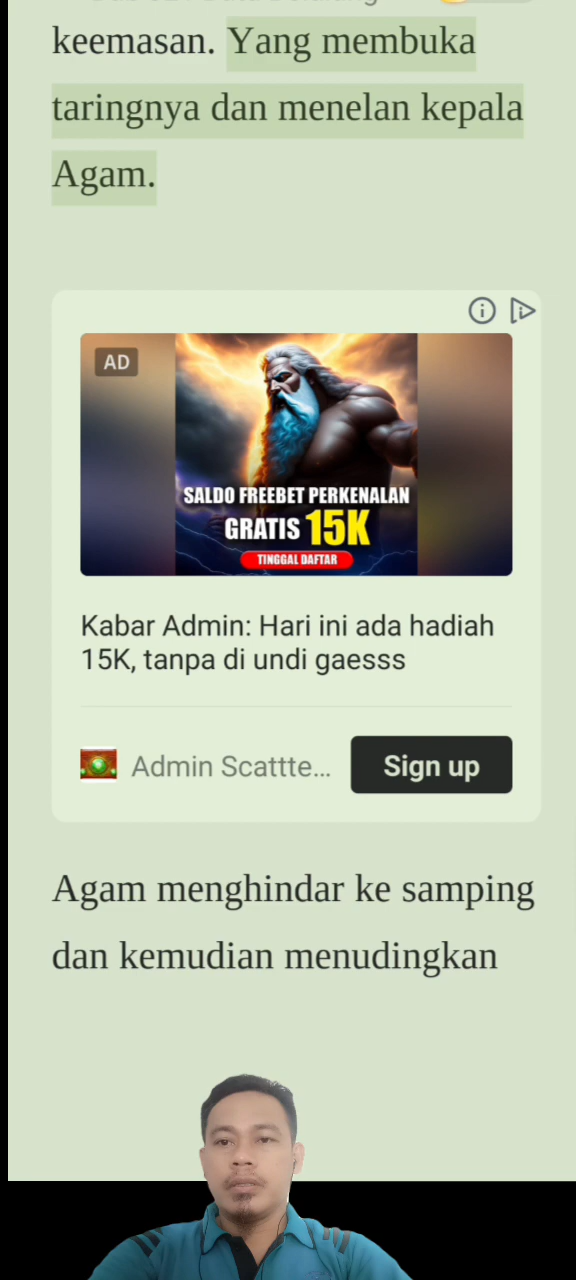 keemasan. Yang membuka
taringnya dan menelan kepala
Agam.
AD
SALDO FREEBET PERKENALAN
GRATIS 15K
TINGGAL DAFTAR
Kabar Admin: Hari ini ada hadiah
15K, tanpa di undi gaesss
Admin Scattte...
Sign up
Agam menghindar ke samping
dan kemudian menudingkan